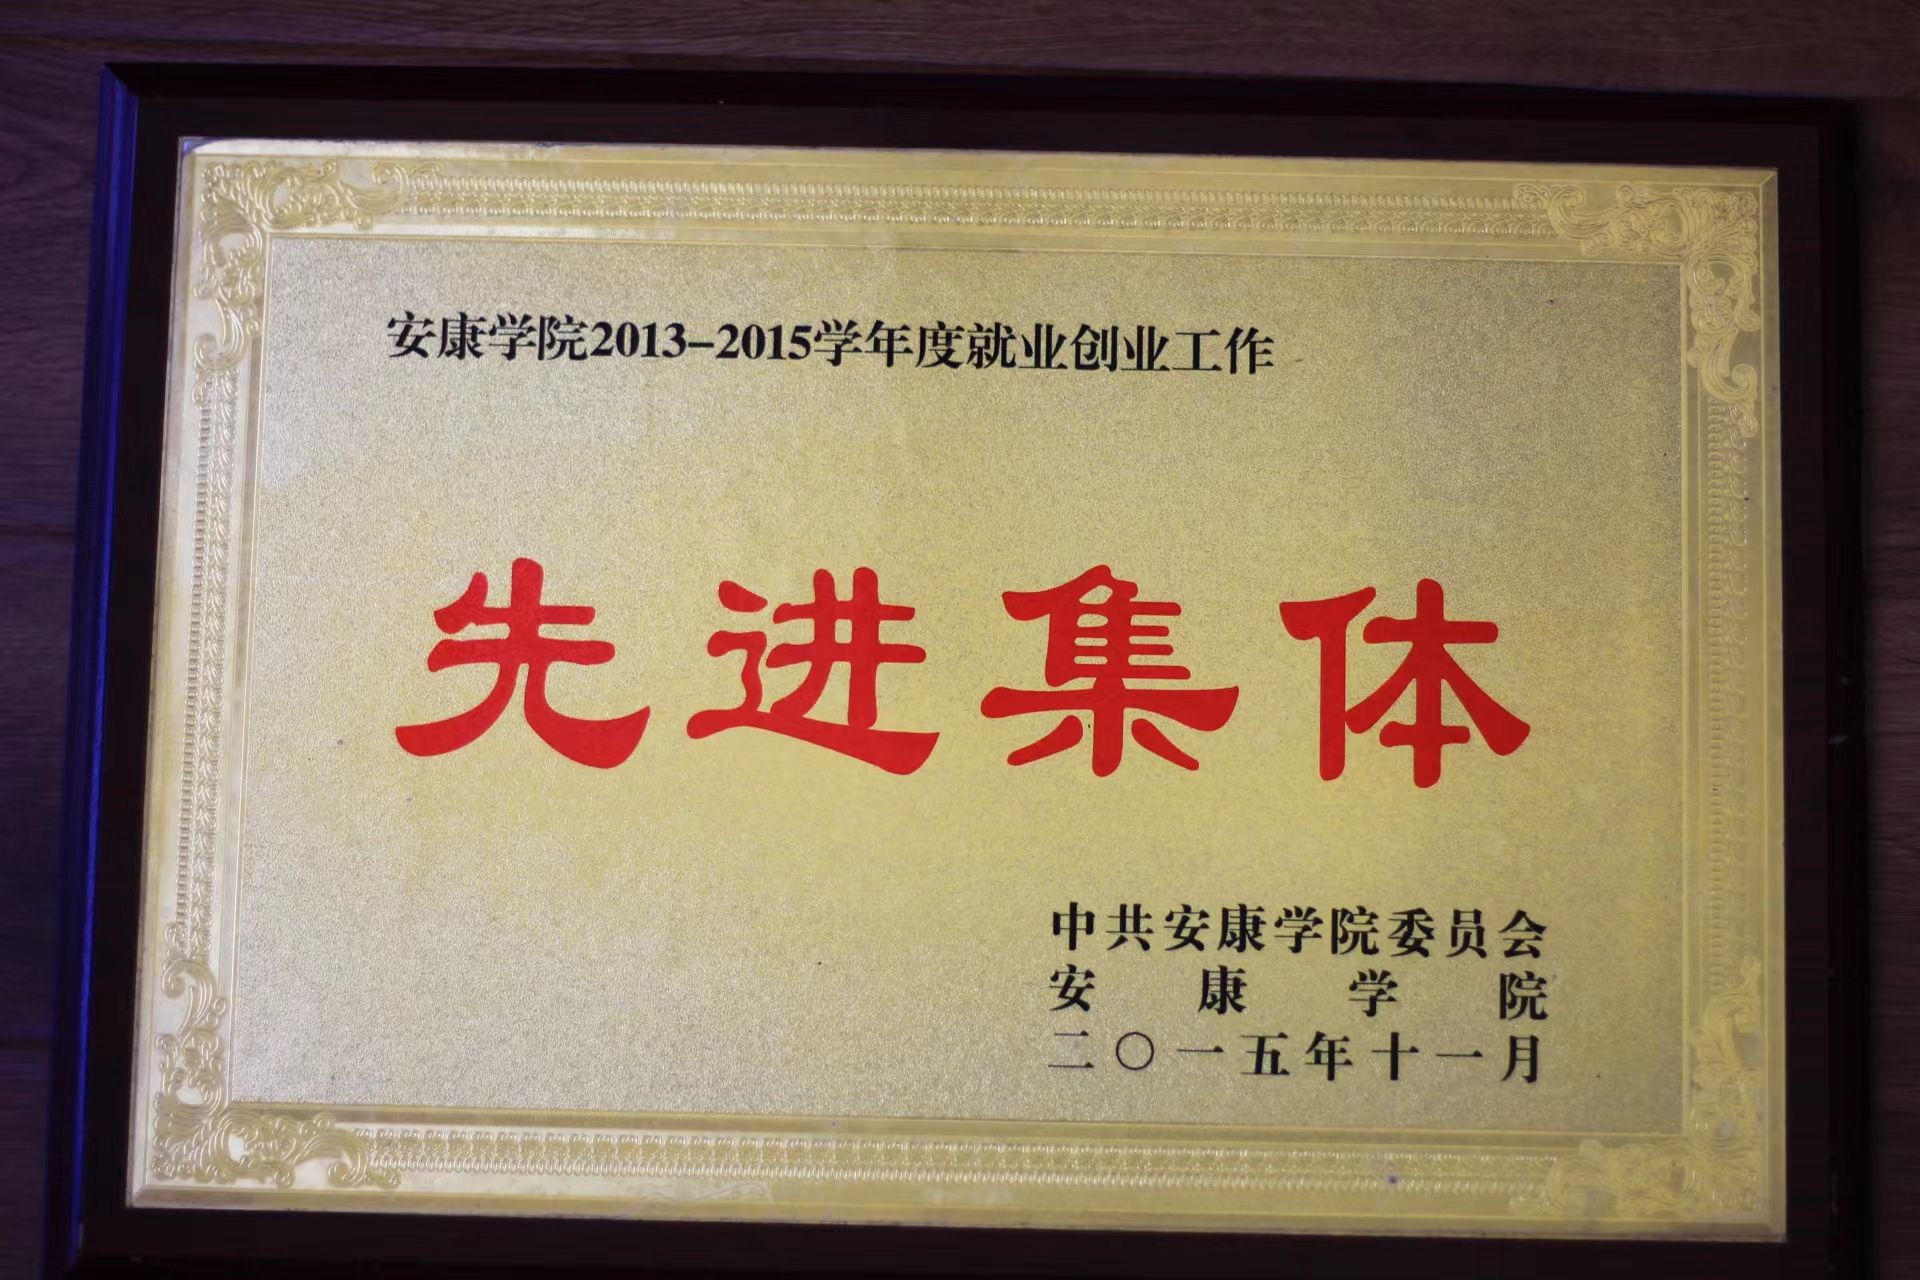 安康学院2013-2015学年度就业创业工作
先进集体
中共安康学院委员会
安康学院
二〇一五年十一月